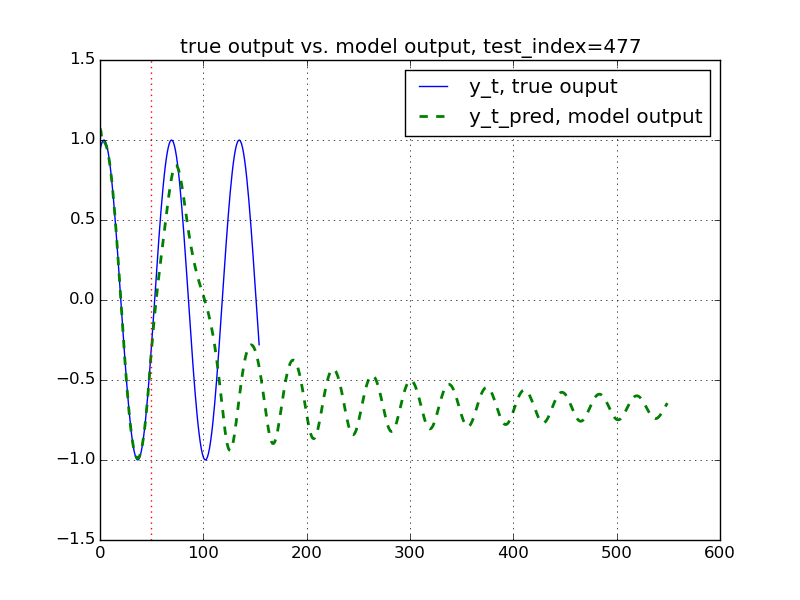 true output vs. model output, test_index=477
y_t, true ouput
y_t_pred, model output
1.5
1.0
0.5
0.0
−0.5
−1.0
−1.5
0 100 200 300 400 500 600